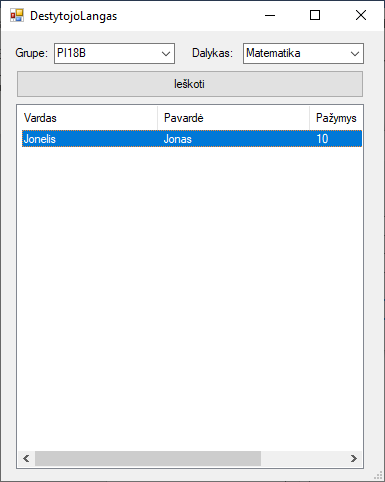 DestytojoLangas
Grupe: PI18B Dalykas: Matematika
Ieškoti
Vardas Pavardė Pažymys
Jonelis Jonas 10